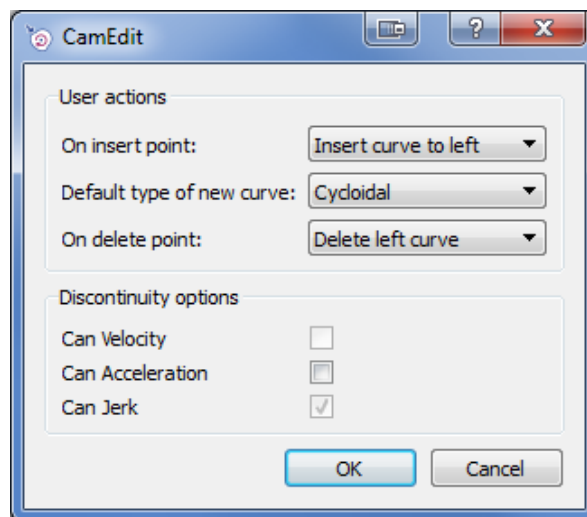 CamEdit
?
User actions
On insert point: Insert curve to left
Default type of new curve: Cycloidal
On delete point: Delete left curve
Discontinuity options
Can Velocity
Can Acceleration
Can Jerk
OK Cancel